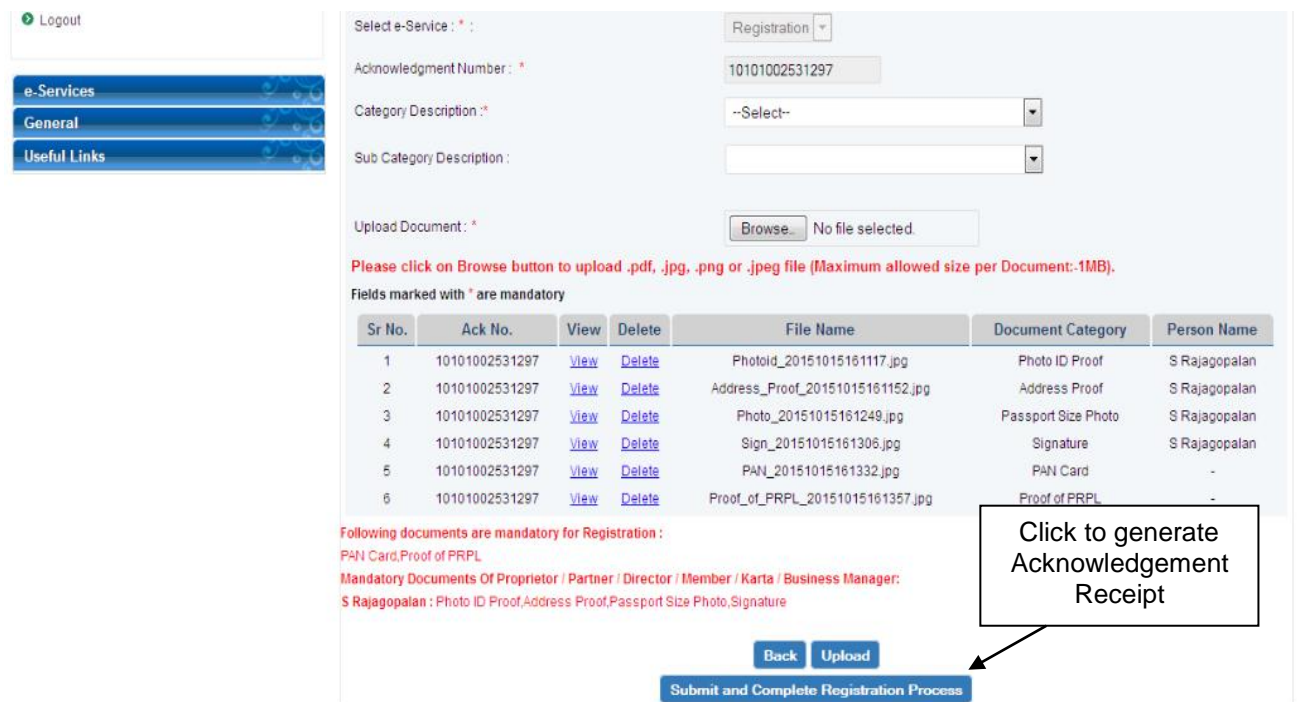 Logout
e-Services
General
Useful Links
Select e-Service : * :
Registration
Acknowledgment Number : *
10101002531297
Category Description :*
--Select--
Sub Category Description :
Upload Document : *
Browse.. No file selected.
Please click on Browse button to upload .pdf, .jpg, .png or .jpeg file (Maximum allowed size per Document:-1MB).
Fields marked with * are mandatory
Sr No. Ack No. View Delete File Name Document Category Person Name
1 10101002531297 View Delete Photoid_20151015161117.jpg Photo ID Proof S Rajagopalan
2 10101002531297 View Delete Address_Proof_20151015161152.jpg Address Proof S Rajagopalan
3 10101002531297 View Delete Photo_20151015161249.jpg Passport Size Photo S Rajagopalan
4 10101002531297 View Delete Sign_20151015161306.jpg Signature S Rajagopalan
5 10101002531297 View Delete PAN_20151015161332.jpg PAN Card -
6 10101002531297 View Delete Proof_of_PRPL_20151015161357.jpg Proof of PRPL -
Following documents are mandatory for Registration :
PAN Card,Proof of PRPL
Mandatory Documents Of Proprietor / Partner / Director / Member / Karta / Business Manager:
S Rajagopalan : Photo ID Proof,Address Proof,Passport Size Photo,Signature
Click to generate
Acknowledgement
Receipt
Back Upload
Submit and Complete Registration Process